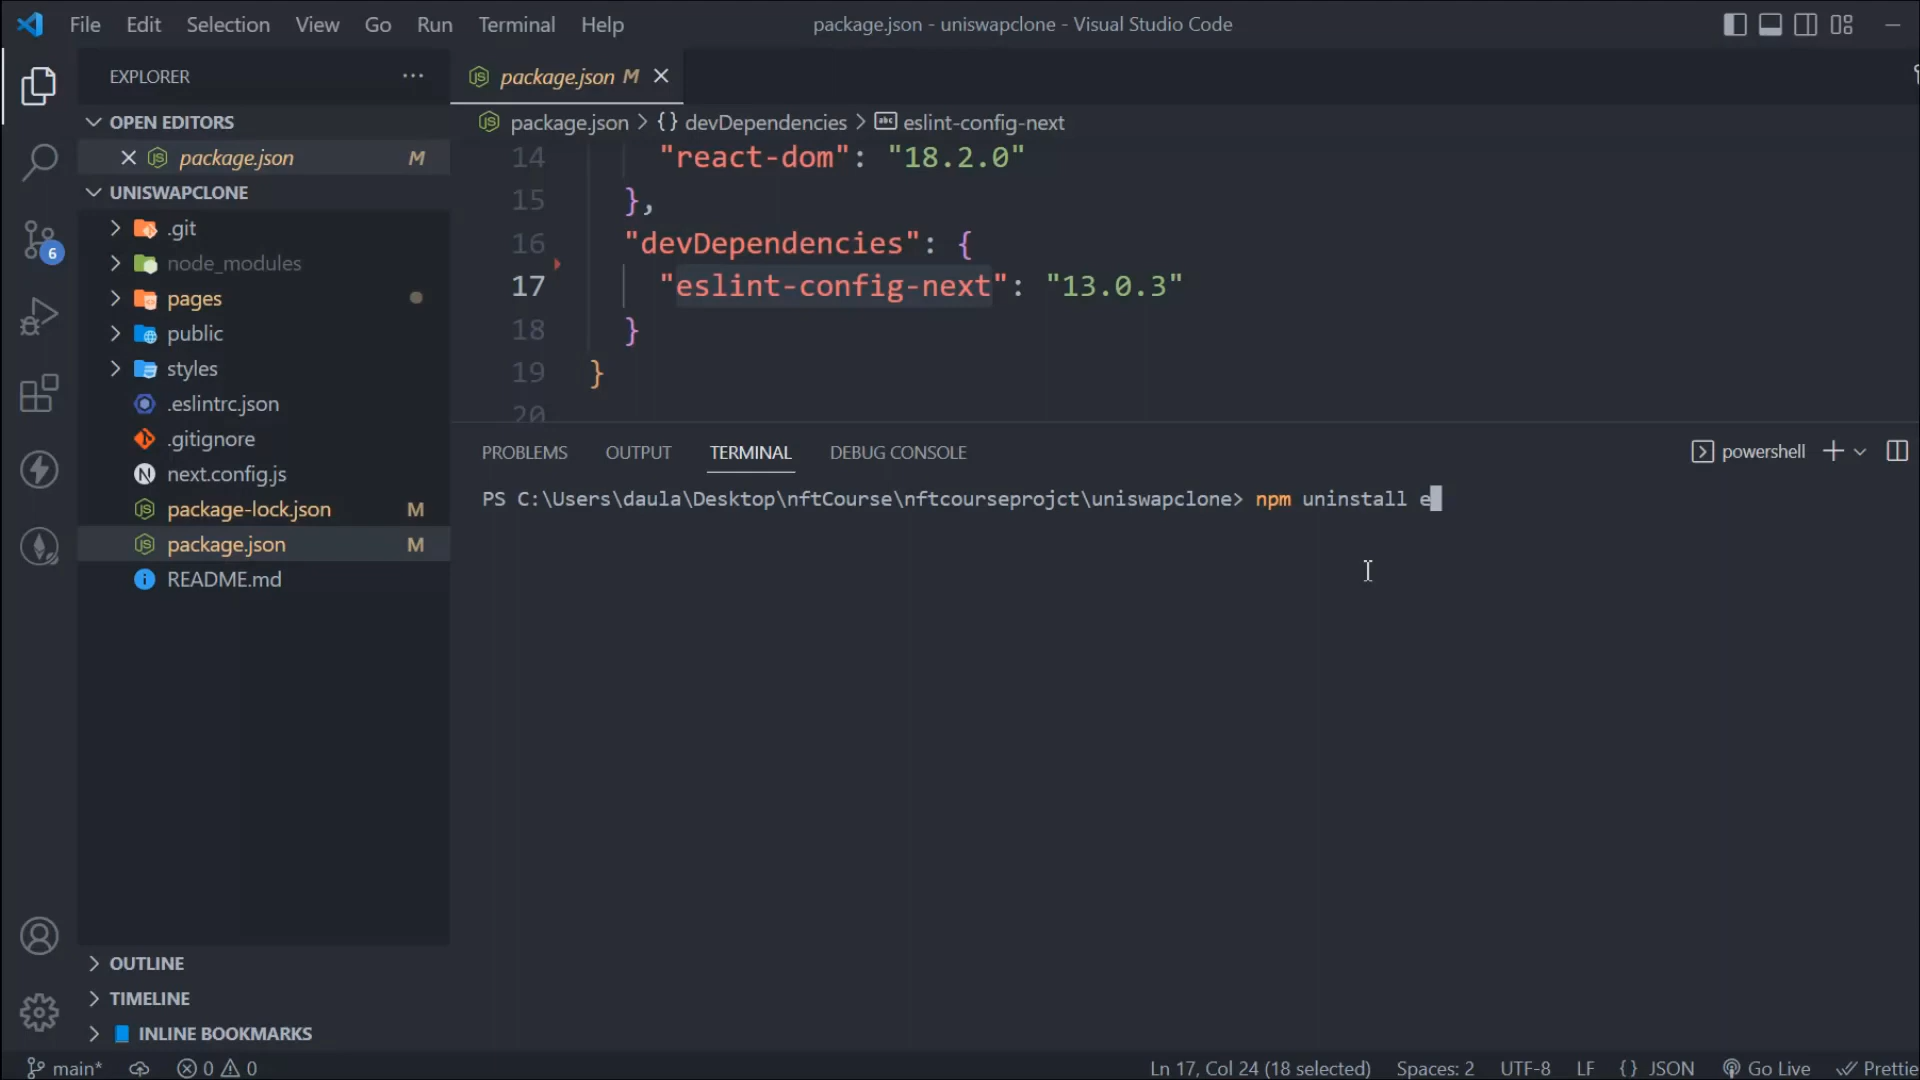 File Edit Selection View Go Run Terminal Help
package.json - uniswapclone - Visual Studio Code
EXPLORER
package.json M
OPEN EDITORS
package.json M
package.json > {} devDependencies > abc eslint-config-next
UNISWAPCLONE
.git
node_modules
pages
public
styles
.eslintrc.json
.gitignore
next.config.js
package-lock.json M
package.json M
README.md
6
14 "react-dom": "18.2.0"
15 },
16 "devDependencies": {
17 "eslint-config-next": "13.0.3"
18 }
19 }
20
PROBLEMS OUTPUT TERMINAL DEBUG CONSOLE
powershell
PS C:\Users\daula\Desktop\nftCourse\nftcourseprojct\uniswapclone> npm uninstall e
OUTLINE
TIMELINE
INLINE BOOKMARKS
main* 0 0 Ln 17, Col 24 (18 selected) Spaces: 2 UTF-8 LF {} JSON Go Live Prettie